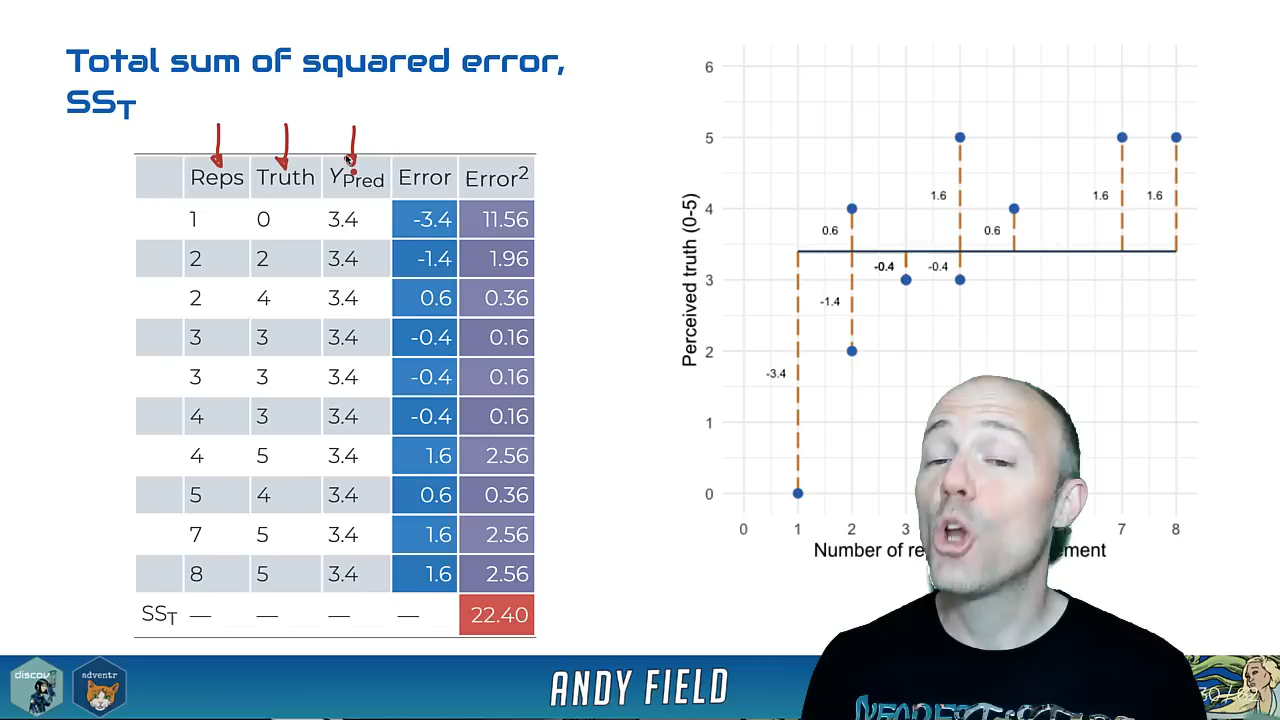 Total sum of squared error,
SST
Reps Truth YPred Error Error2
1 0 3.4 -3.4 11.56
2 2 3.4 -1.4 1.96
2 4 3.4 0.6 0.36
3 3 3.4 -0.4 0.16
3 3 3.4 -0.4 0.16
4 3 3.4 -0.4 0.16
4 5 3.4 1.6 2.56
5 4 3.4 0.6 0.36
7 5 3.4 1.6 2.56
8 5 3.4 1.6 2.56
SST — — — — 22.40
6
5
4
3
2
1
0
Perceived truth (0-5)
-3.4
0.6
-1.4
-0.4
1.6
-0.4
0.6
1.6
1.6
0 1 2 3 7 8
Number of
discovr
adventr
ANDY FIELD